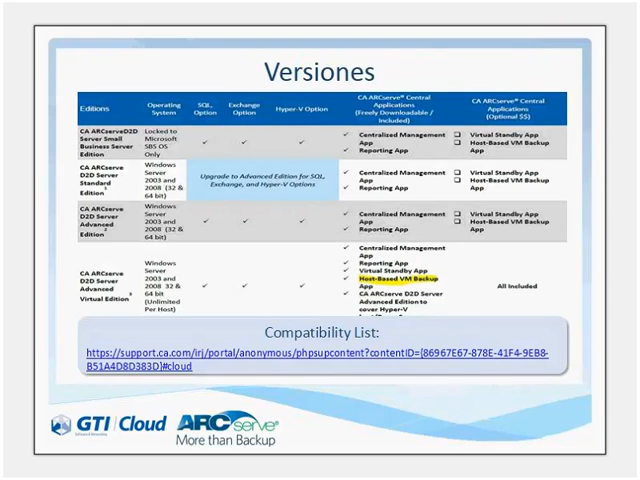 Versiones
Editions
Operating
System
SQL
Option
Exchange
Option
Hyper-V Option
CA ARCserve® Central
Applications
(Freely Downloadable /
Included)
CA ARCserve® Central
Applications
(Optional $$)
CA ARCserveD2D
Server Small
Business Server
Edition
Locked to
Microsoft
SBS OS
Only
✓
✓
✓
✓ Centralized Management
App
✓ Reporting App
❑ Virtual Standby App
❑ Host-Based VM Backup
App
CA ARCserve
D2D Server
Standard
Edition 1
Windows
Server
2003 and
2008 (32 &
64 bit)
Upgrade to Advanced Edition for SQL,
Exchange, and Hyper-V Options
✓ Centralized Management
App
✓ Reporting App
❑ Virtual Standby App
❑ Host-Based VM Backup
App
CA ARCserve
D2D Server
Advanced
Edition 2
Windows
Server
2003 and
2008 (32 &
64 bit)
✓
✓
✓
✓ Centralized Management
App
✓ Reporting App
❑ Virtual Standby App
❑ Host-Based VM Backup
App
CA ARCserve
D2D Server
Advanced
Virtual Edition 3
Windows
Server
2003 and
2008 32 &
64 bit
(Unlimited
Per Host)
✓
✓
✓
✓ Centralized Management
App
✓ Reporting App
✓ Virtual Standby App
✓ Host-Based VM Backup
App
✓ CA ARCserve D2D Server
Advanced Edition to
cover Hyper-V
All Included
Compatibility List:
https://support.ca.com/irj/portal/anonymous/phpsupcontent?contentID={86967E67-878E-41F4-9EB8-
B51A4D8D383D}#cloud
GTI Cloud
ARCserve®
More than Backup